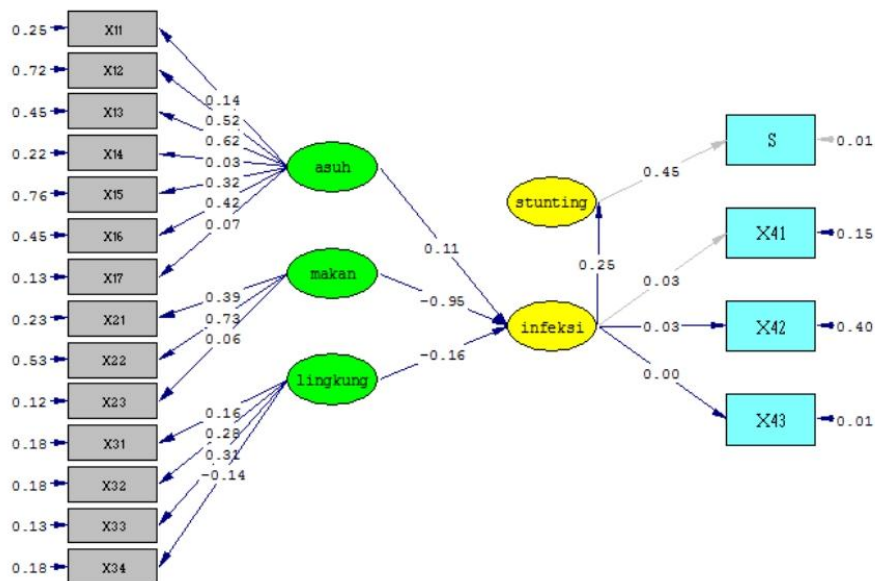 0.25 X11
0.72 X12
0.45 X13
0.22 X14
0.76 X15
0.45 X16
0.13 X17
0.23 X21
0.53 X22
0.12 X23
0.18 X31
0.18 X32
0.13 X33
0.18 X34
0.14
0.52
0.62
0.03
0.32
0.42
0.07
0.39
0.73
0.06
0.16
0.28
0.31
-0.14
asuh
makan
lingkung
0.11
-0.95
-0.16
stunting
0.25
infeksi
0.45
0.03
0.03
0.00
S 0.01
X41 0.15
X42 0.40
X43 0.01